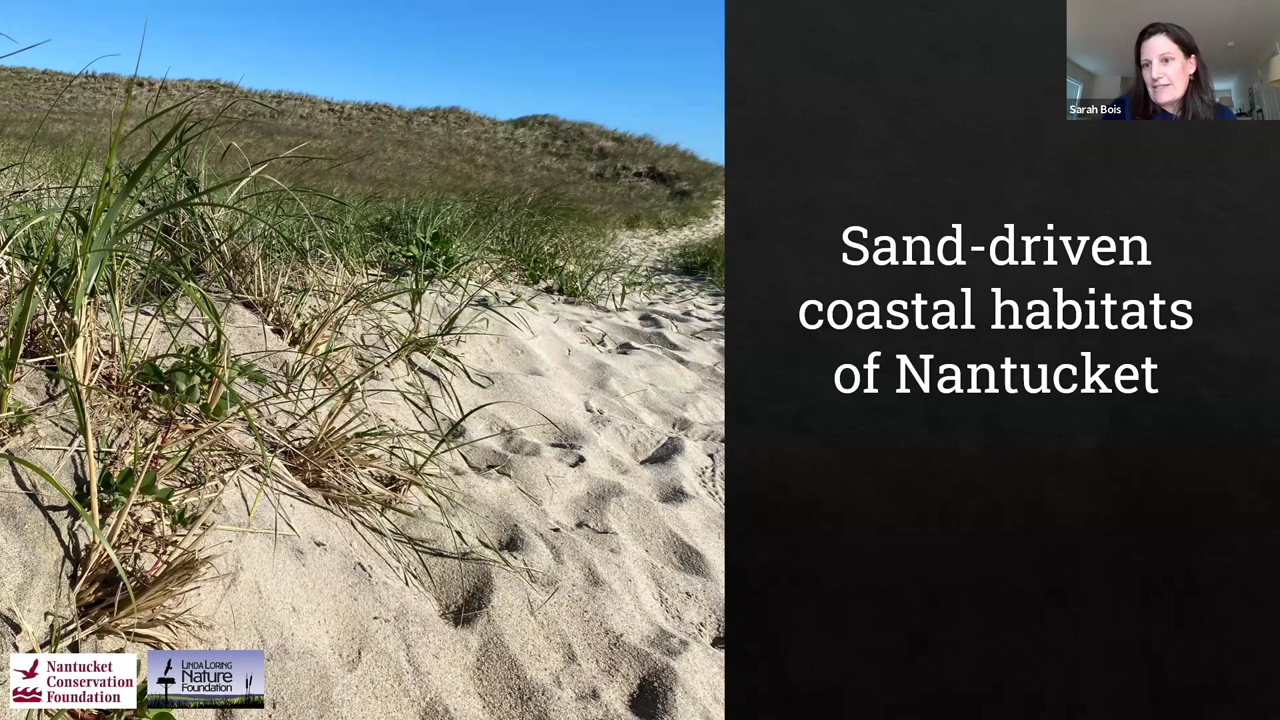 Sarah Bois
Sand-driven
coastal habitats
of Nantucket
Nantucket
Conservation
Foundation
LINDA LORING
Nature
Foundation